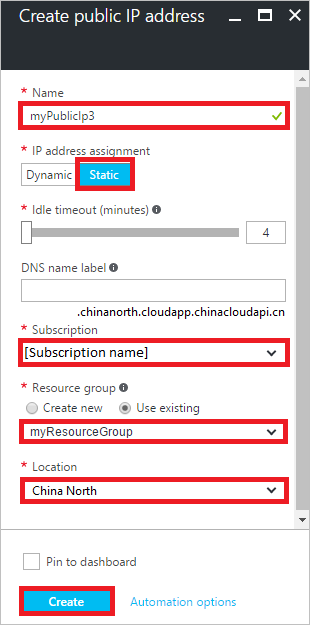 Create public IP address
* Name
myPublicIp3
* IP address assignment
Dynamic Static
* Idle timeout (minutes)
4
DNS name label
.chinanorth.cloudapp.chinacloudapi.cn
* Subscription
[Subscription name]
* Resource group
Create new Use existing
myResourceGroup
* Location
China North
Pin to dashboard
Create Automation options